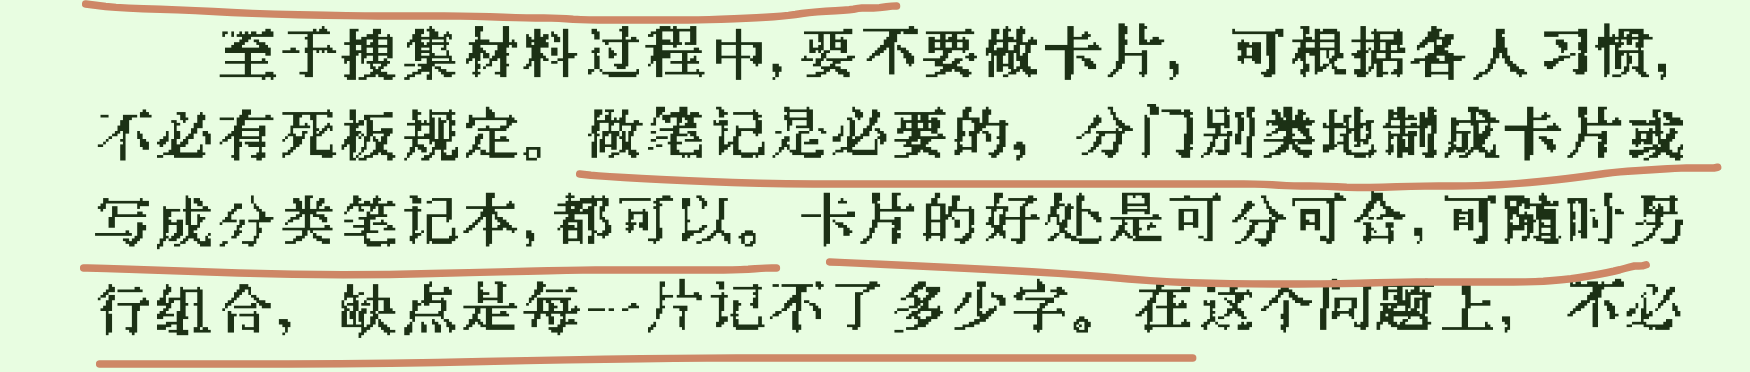 至于搜集材料过程中,要不要做卡片, 可根据各人习惯,
不必有死板规定。做笔记是必要的, 分门别类地制成卡片或
写成分类笔记本,都可以。卡片的好处是可分可合,可随时另
行组合, 缺点是每一片记不了多少字。在这个问题上, 不必